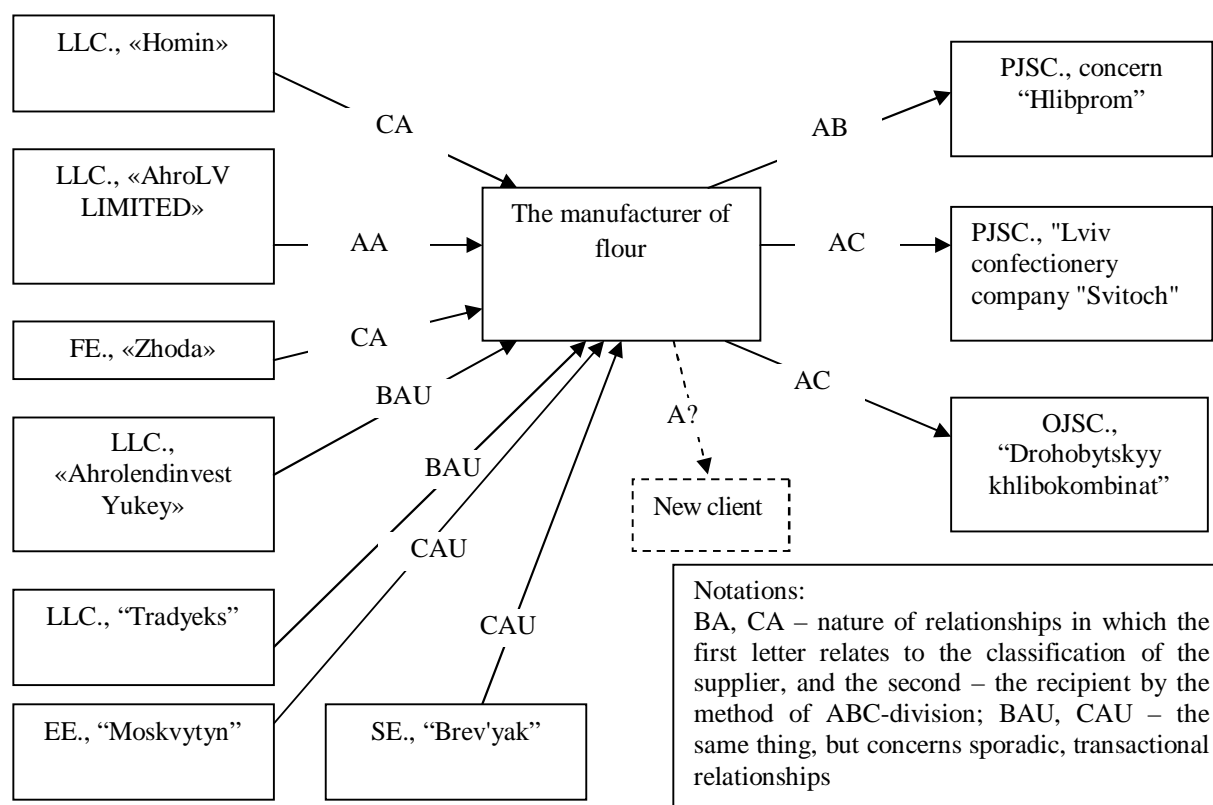 LLC., «Homin»
CA
LLC., «AhroLV
LIMITED»
AA
FE., «Zhoda»
CA
LLC.,
«Ahrolendinvest
Yukey»
BAU
LLC., “Tradyeks”
BAU
EE., “Moskvytyn”
CAU
SE., “Brev'yak”
CAU
The manufacturer of
flour
AB
PJSC., concern
“Hlibprom”
AC
PJSC., "Lviv
confectionery
company "Svitoch"
AC
OJSC.,
“Drohobytskyy
khlibokombinat”
A?
New client
Notations:
BA, CA – nature of relationships in which the
first letter relates to the classification of the
supplier, and the second – the recipient by the
method of ABC-division; BAU, CAU – the
same thing, but concerns sporadic, transactional
relationships